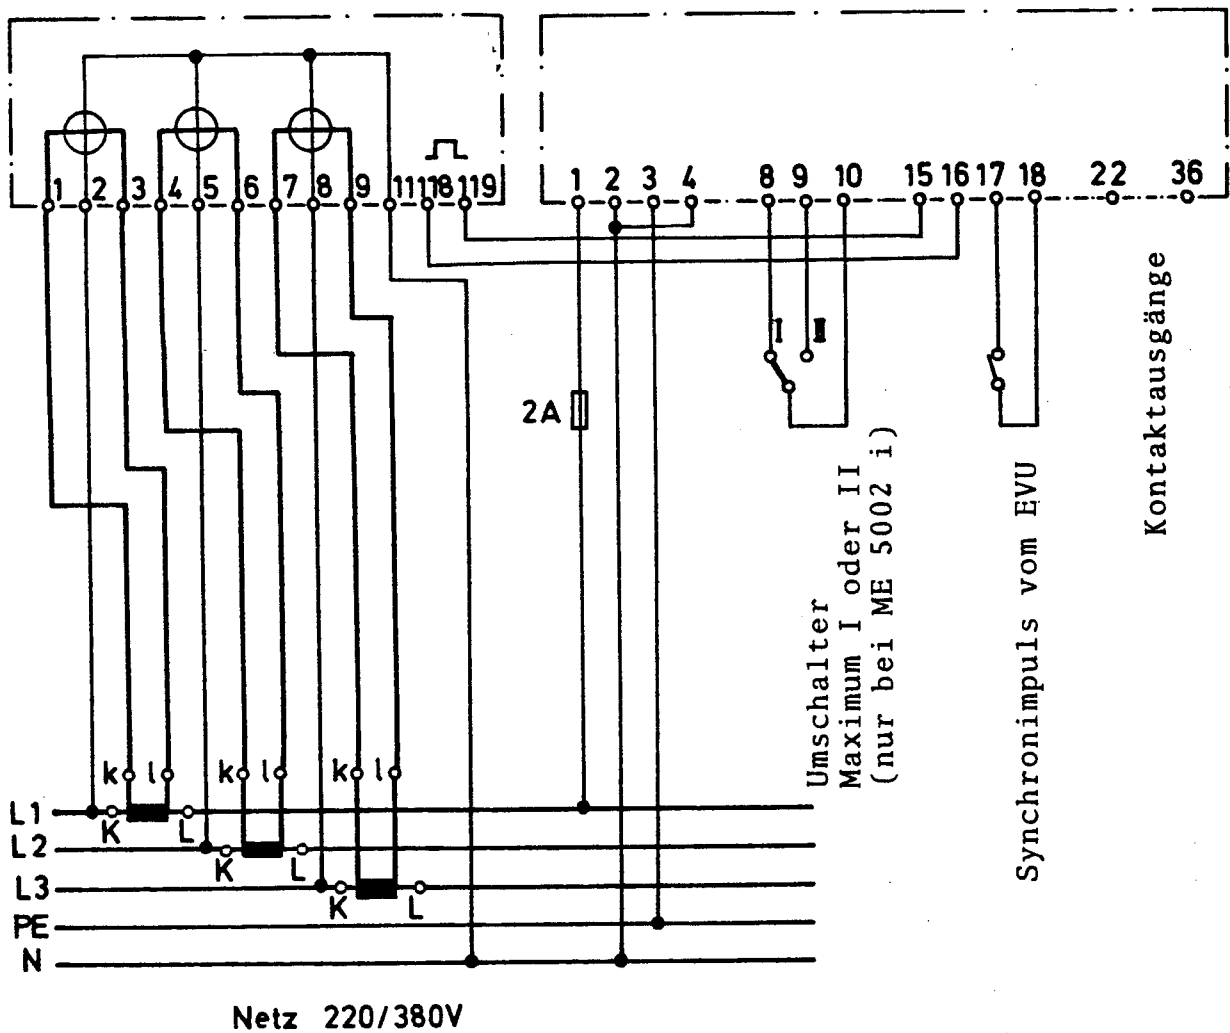 1 2 3 4 5 6 7 8 9 11 118 119
1 2 3 4 8 9 10 15 16 17 18 22 36
I II
2A
Umschalter
Maximum I oder II
(nur bei ME 5002 i)
Synchronimpuls vom EVU
Kontaktausgänge
k l k l k l
L1
K L
L2
K L
L3
K L
PE
N
Netz 220/380V